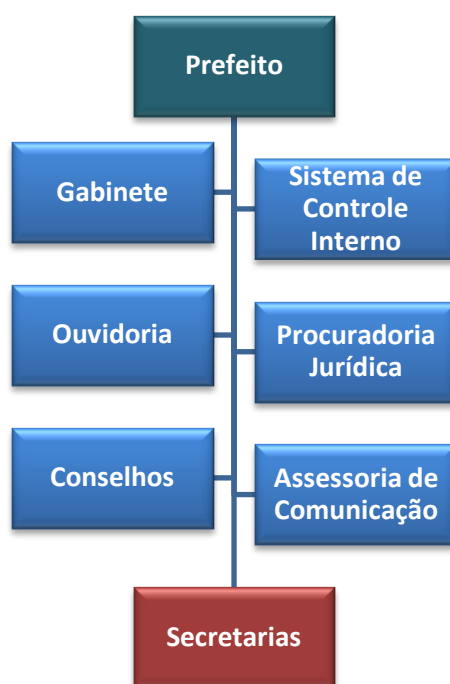 Prefeito
Gabinete
Sistema de
Controle
Interno
Ouvidoria
Procuradoria
Jurídica
Conselhos
Assessoria de
Comunicação
Secretarias